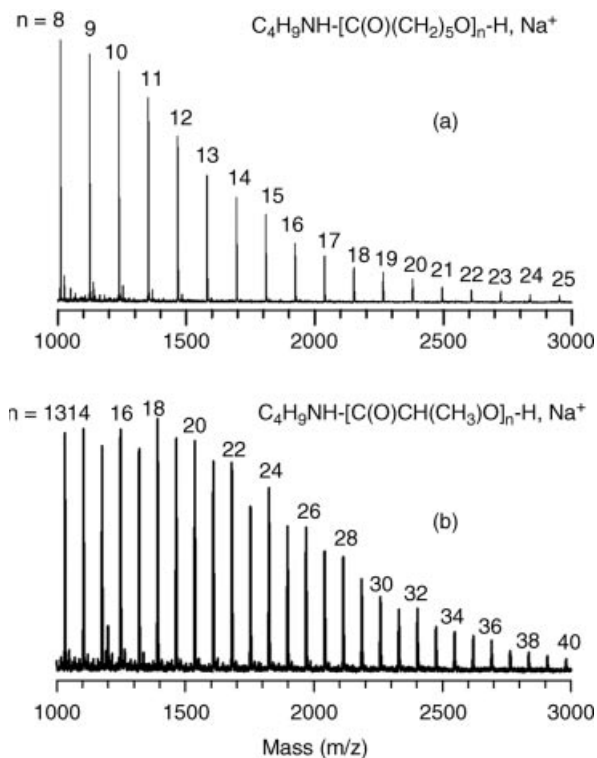 n = 8
C₄H₉NH-[C(O)(CH₂)₅O]ₙ-H, Na⁺
9
10
11
(a)
12
13
14
15
16
17
18 19 20 21 22 23 24 25
1000 1500 2000 2500 3000
n = 1314 16 18
C₄H₉NH-[C(O)CH(CH₃)O]ₙ-H, Na⁺
20
22
24
26
(b)
28
30 32
34 36
38 40
1000 1500 2000 2500 3000
Mass (m/z)